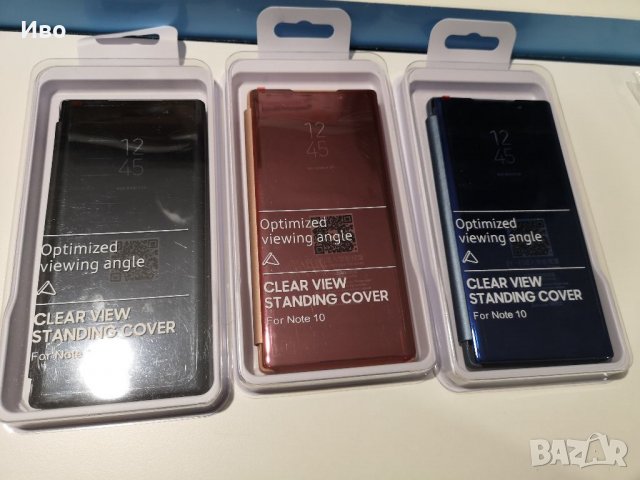 Иво
12
45
Optimized
viewing angle
CLEAR VIEW
STANDING COVER
For Note
12
45
Optimized
viewing angle
CLEAR VIEW
STANDING COVER
For Note 10
12
45
Optimized
viewing angle
CLEAR VIEW
STANDING COVER
For Note 10
BAZAR